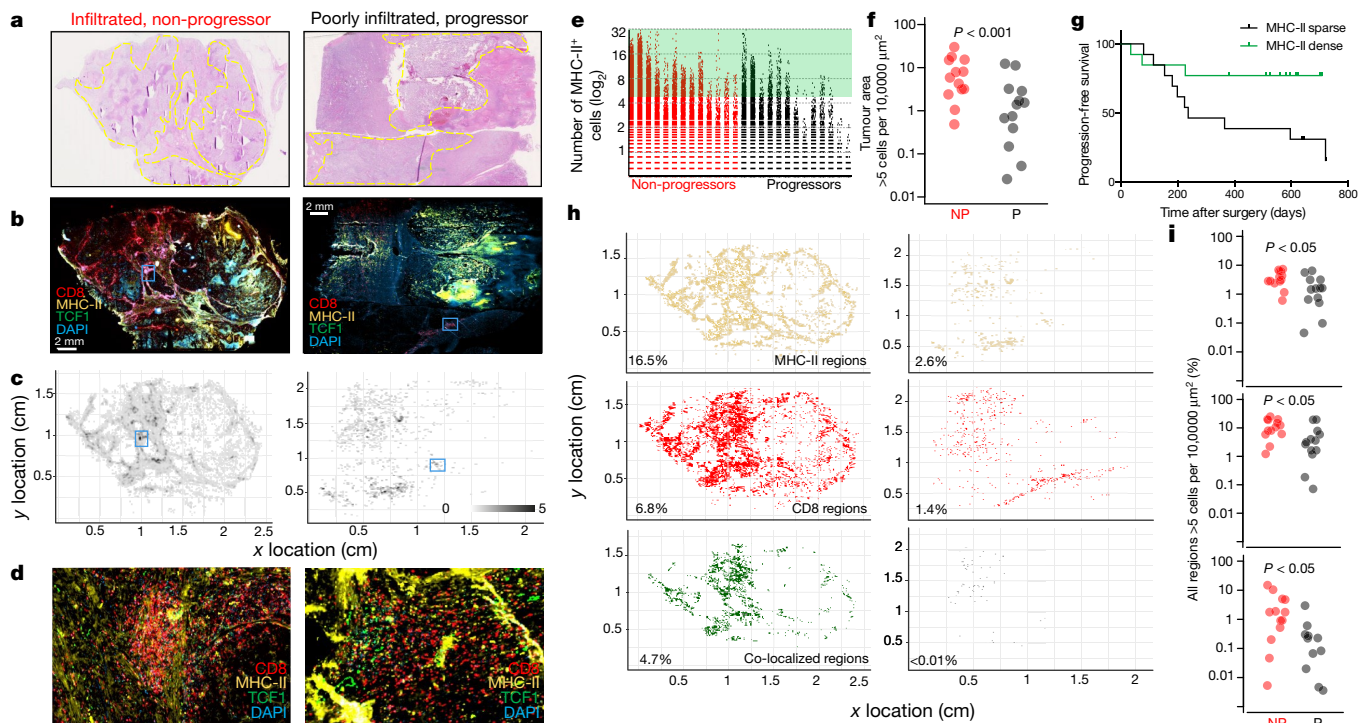 a
Infiltrated, non-progressor
Poorly infiltrated, progressor
b
2 mm
CD8
MHC-II
TCF1
DAPI
2 mm
CD8
MHC-II
TCF1
DAPI
c
y location (cm)
1.5
1
0.5
0.5 1 1.5 2 2.5
2
1.5
1
0.5
0 5
0.5 1 1.5 2
x location (cm)
d
CD8
MHC-II
TCF1
DAPI
CD8
MHC-II
TCF1
DAPI
e
Number of MHC-II+
cells (log2)
32
16
8
4
2
1
Non-progressors
Progressors
f
Tumour area
>5 cells per 10,000 μm2
100
10
1
0.1
0.01
P < 0.001
NP P
g
Progression-free survival
MHC-II sparse
MHC-II dense
100
50
0
0 200 400 600 800
Time after surgery (days)
h
y location (cm)
1.5
1
0.5
16.5%
MHC-II regions
2
1.5
1
0.5
2.6%
1.5
1
0.5
6.8%
CD8 regions
2
1.5
1
0.5
1.4%
1.5
1
0.5
4.7%
Co-localized regions
2
1.5
1
0.5
<0.01%
0.5 1 1.5 2 2.5
0.5 1 1.5 2
x location (cm)
i
All regions >5 cells per 10,000 μm2 (%)
100
10
1
0.1
0.01
P < 0.05
100
10
1
0.1
0.01
P < 0.05
100
10
1
0.1
0.01
P < 0.05
NP P